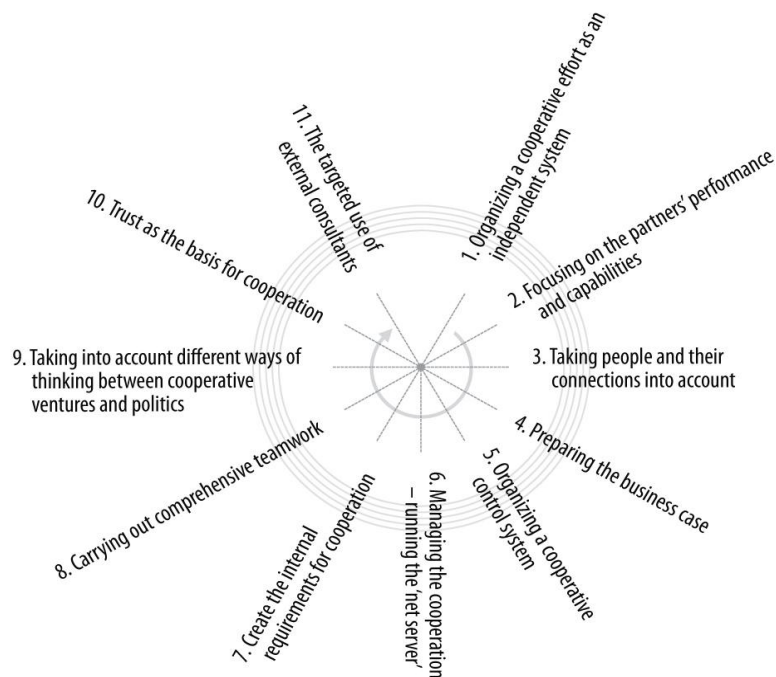 1. Organizing a cooperative effort as an
independent system
2. Focusing on the partners’ performance
and capabilities
3. Taking people and their
connections into account
4. Preparing the business case
5. Organizing a cooperative
control system
6. Managing the cooperation
– running the ‘net server’
7. Create the internal
requirements for cooperation
8. Carrying out comprehensive teamwork
9. Taking into account different ways of
thinking between cooperative
ventures and politics
10. Trust as the basis for cooperation
11. The targeted use of
external consultants